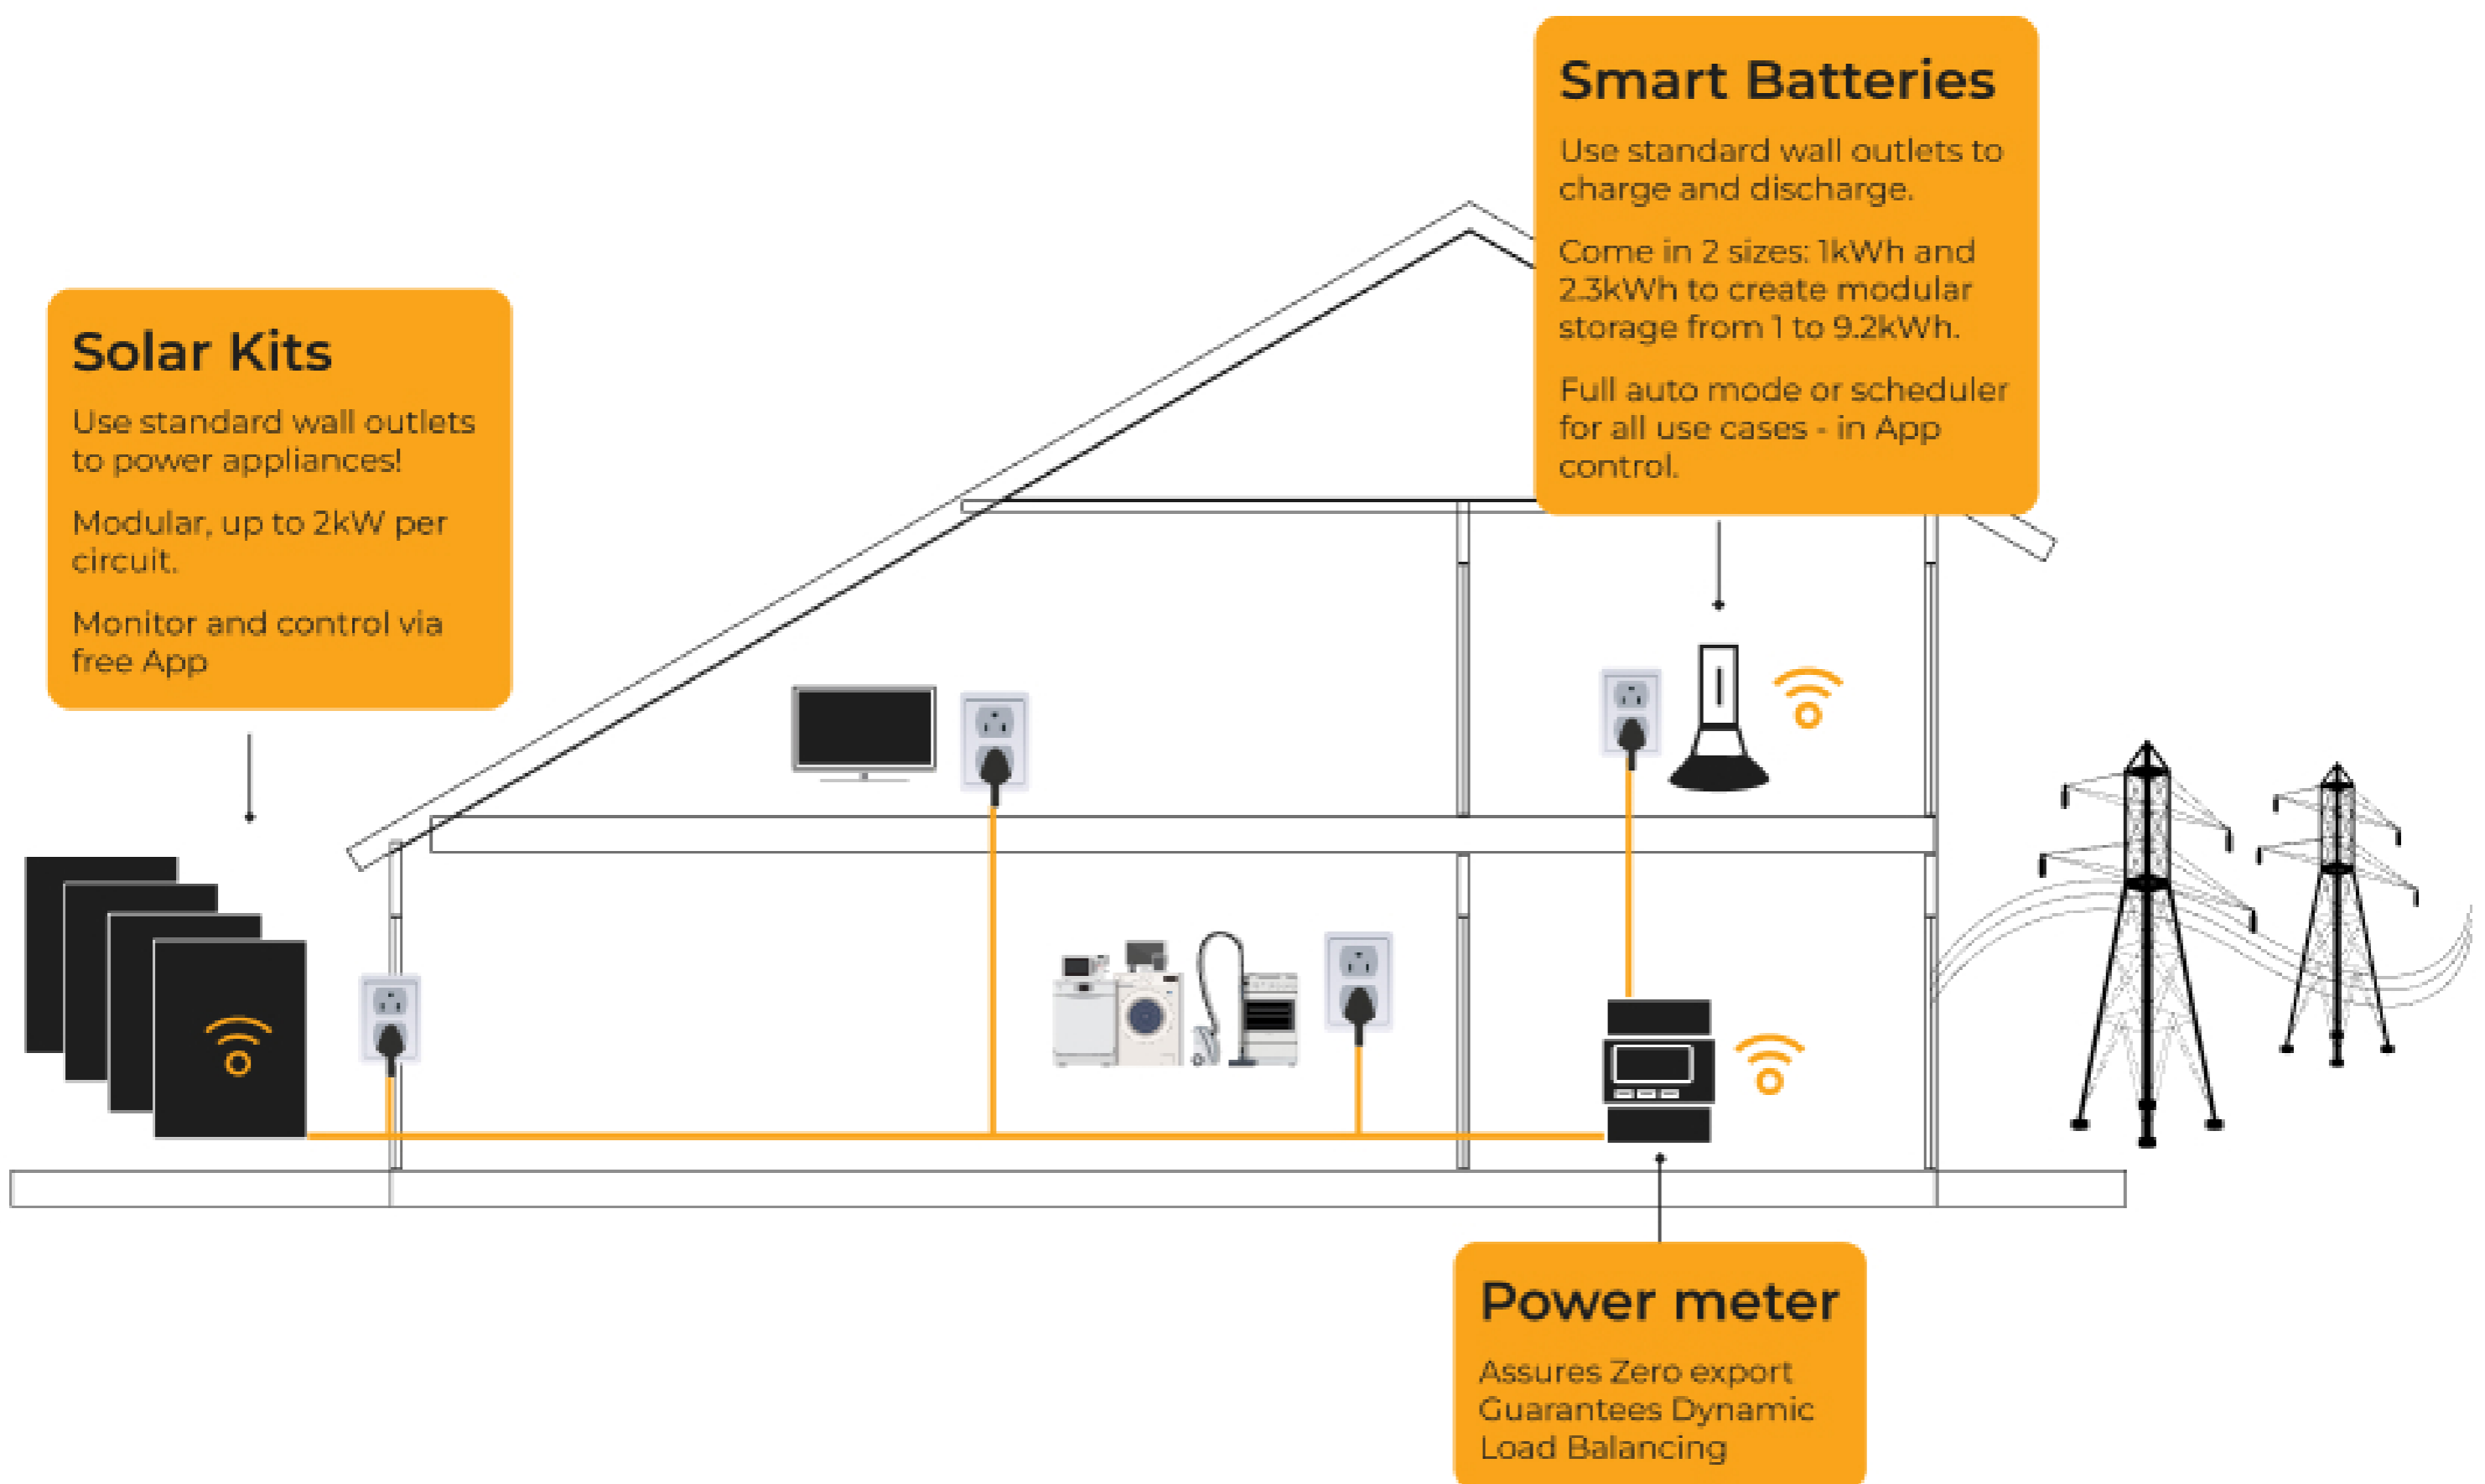 Solar Kits
Use standard wall outlets
to power appliances!
Modular, up to 2kW per
circuit.
Monitor and control via
free App
Smart Batteries
Use standard wall outlets to
charge and discharge.
Come in 2 sizes: 1kWh and
2.3kWh to create modular
storage from 1 to 9.2kWh.
Full auto mode or scheduler
for all use cases - in App
control.
Power meter
Assures Zero export
Guarantees Dynamic
Load Balancing